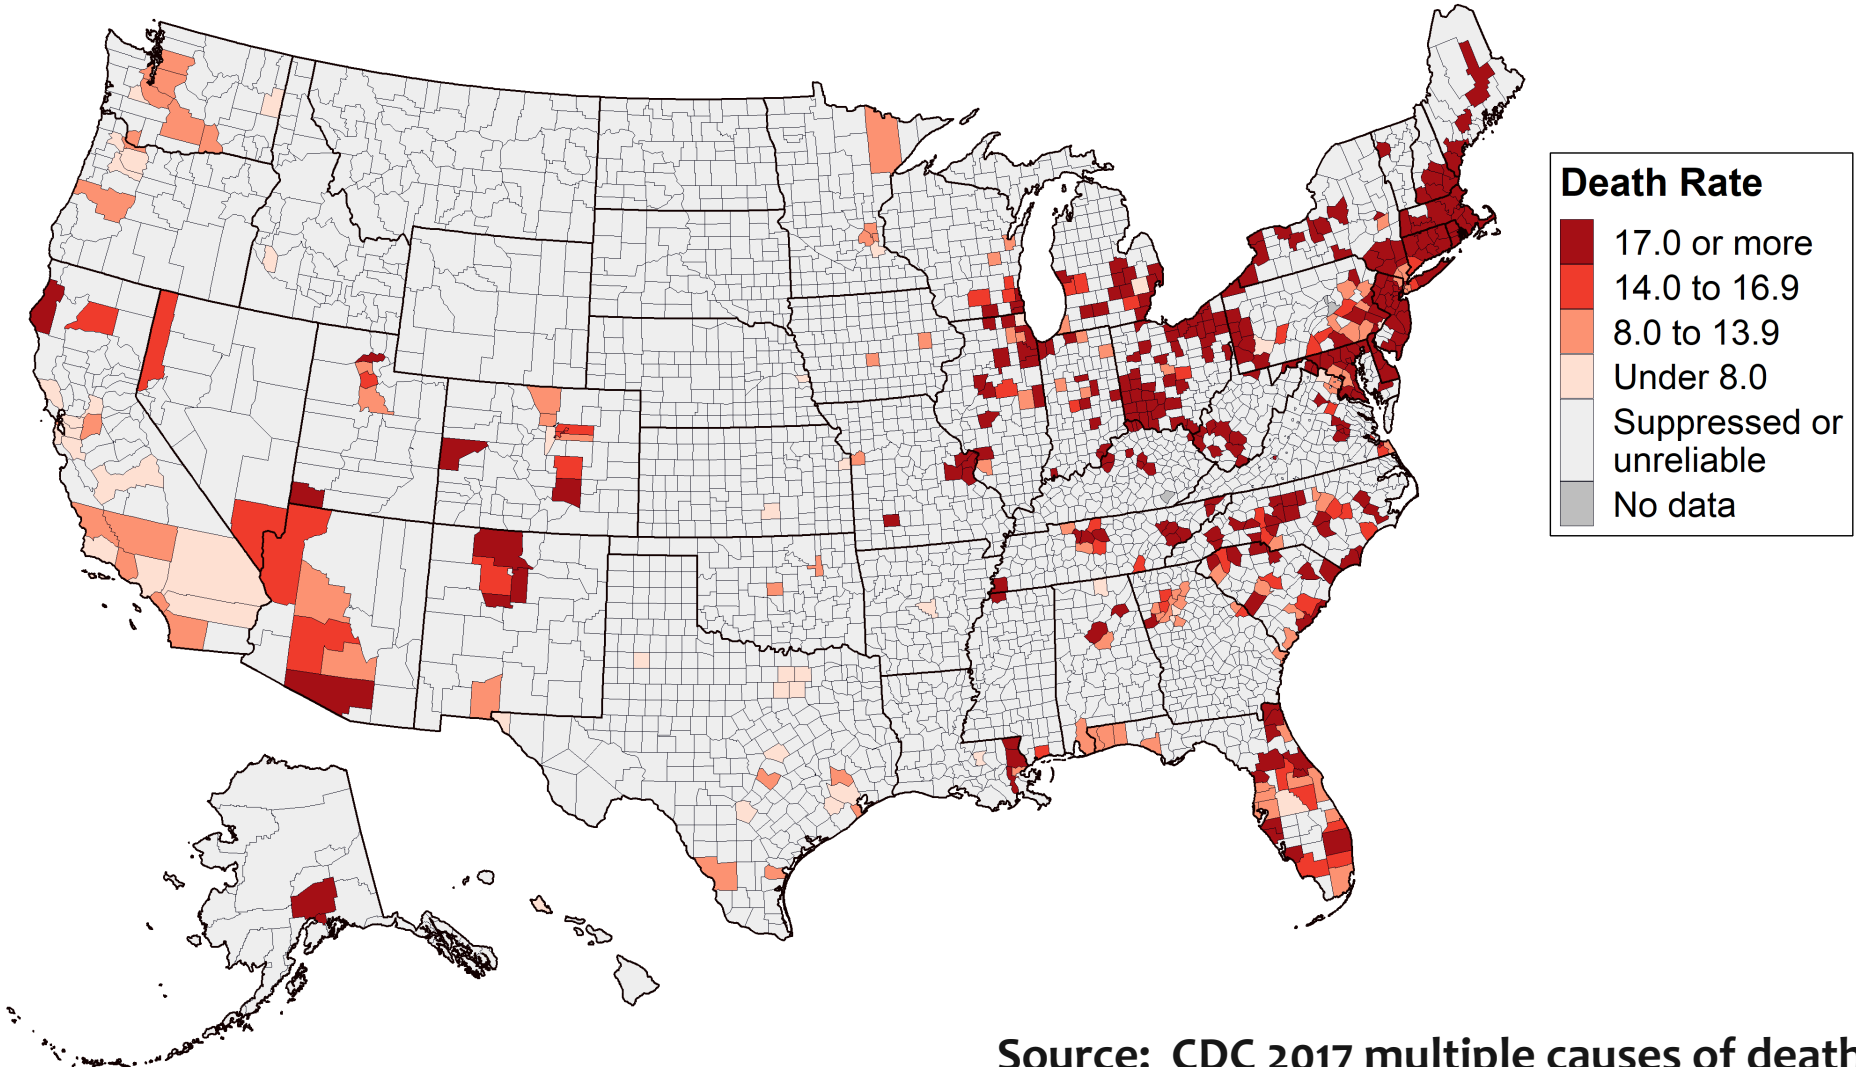 Death Rate
17.0 or more
14.0 to 16.9
8.0 to 13.9
Under 8.0
Suppressed or
unreliable
No data
Source: CDC 2017 multiple causes of death